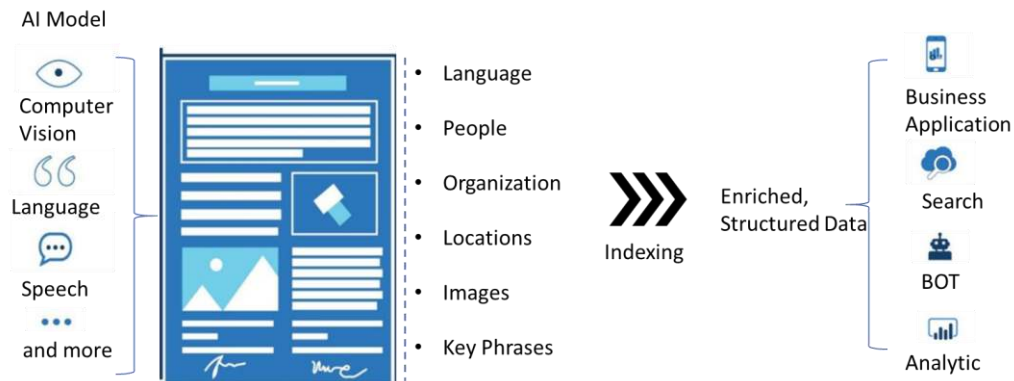 AI Model
Computer
Vision
Language
Speech
and more
• Language
• People
• Organization
• Locations
• Images
• Key Phrases
Indexing
Enriched,
Structured Data
Business
Application
Search
BOT
Analytic